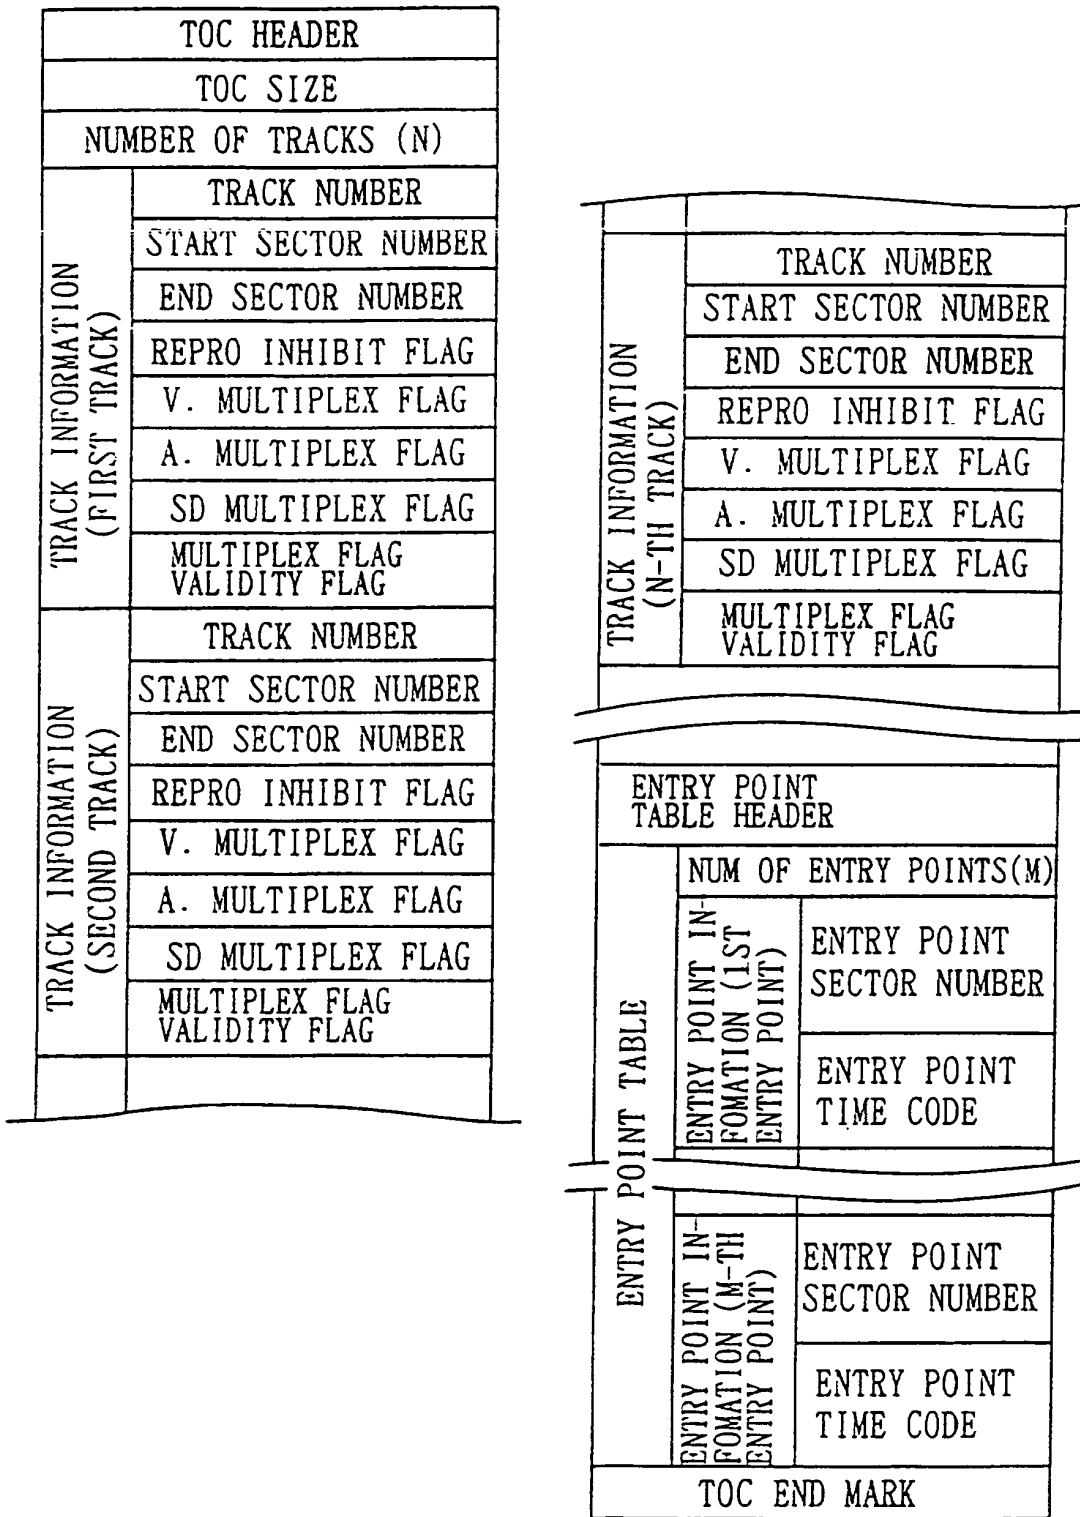 TOC HEADER
TOC SIZE
NUMBER OF TRACKS (N)
TRACK INFORMATION
(FIRST TRACK)
TRACK NUMBER
START SECTOR NUMBER
END SECTOR NUMBER
REPRO INHIBIT FLAG
V. MULTIPLEX FLAG
A. MULTIPLEX FLAG
SD MULTIPLEX FLAG
MULTIPLEX FLAG
VALIDITY FLAG
TRACK INFORMATION
(SECOND TRACK)
TRACK NUMBER
START SECTOR NUMBER
END SECTOR NUMBER
REPRO INHIBIT FLAG
V. MULTIPLEX FLAG
A. MULTIPLEX FLAG
SD MULTIPLEX FLAG
MULTIPLEX FLAG
VALIDITY FLAG
TRACK INFORMATION
(N-TH TRACK)
TRACK NUMBER
START SECTOR NUMBER
END SECTOR NUMBER
REPRO INHIBIT FLAG
V. MULTIPLEX FLAG
A. MULTIPLEX FLAG
SD MULTIPLEX FLAG
MULTIPLEX FLAG
VALIDITY FLAG
ENTRY POINT
TABLE HEADER
ENTRY POINT TABLE
NUM OF ENTRY POINTS(M)
ENTRY POINT IN-
FOMATION (1ST
ENTRY POINT)
ENTRY POINT
SECTOR NUMBER
ENTRY POINT
TIME CODE
ENTRY POINT IN-
FOMATION (M-TH
ENTRY POINT)
ENTRY POINT
SECTOR NUMBER
ENTRY POINT
TIME CODE
TOC END MARK